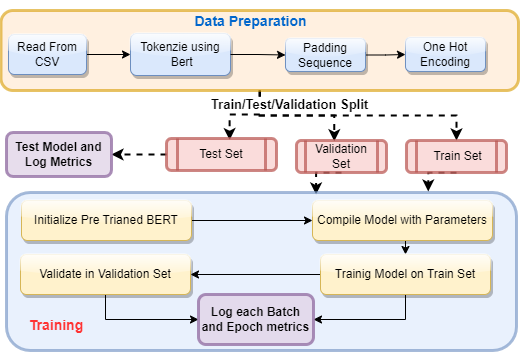 Data Preparation
Read From
CSV
Tokenzie using
Bert
Padding
Sequence
One Hot
Encoding
Train/Test/Validation Split
Test Model and
Log Metrics
Test Set
Validation
Set
Train Set
Initialize Pre Trianed BERT
Compile Model with Parameters
Validate in Validation Set
Trainig Model on Train Set
Log each Batch
and Epoch metrics
Training